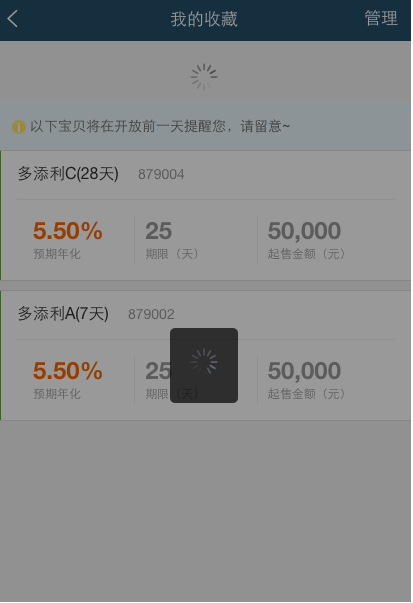 我的收藏 管理
以下宝贝将在开放前一天提醒您，请留意~
多添利C(28天) 879004
5.50% 25 50,000
预期年化 期限（天） 起售金额（元）
多添利A(7天) 879002
5.50% 25 50,000
预期年化 期限（天） 起售金额（元）